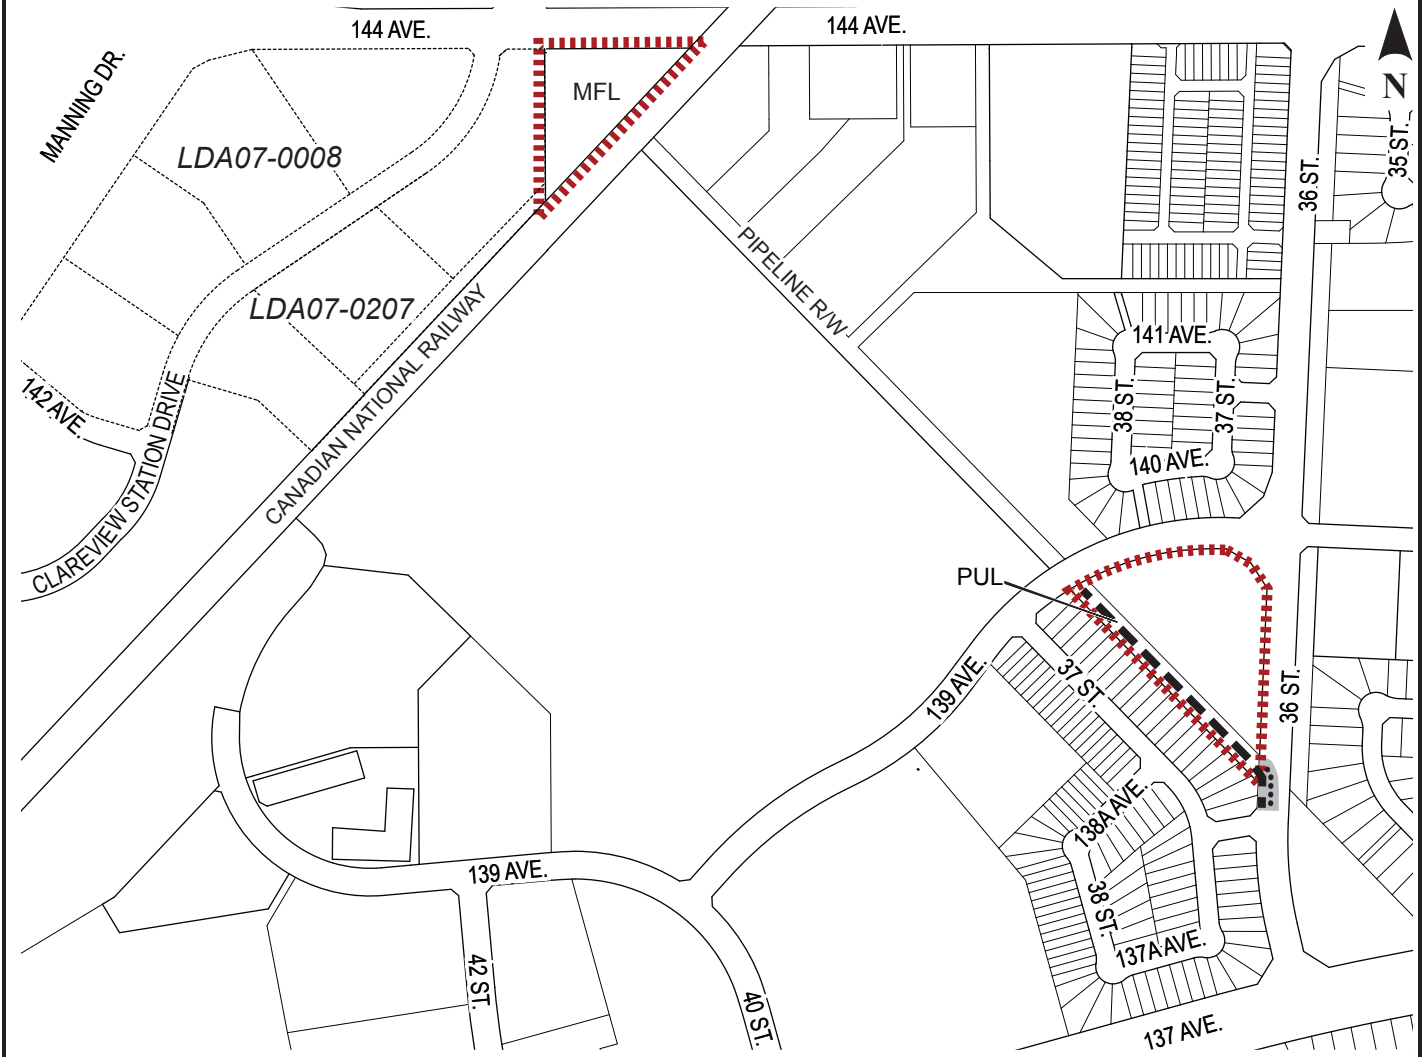 144 AVE.
144 AVE.
MANNING DR.
MFL
N
LDA07-0008
35 ST.
36 ST.
PIPELINE R/W
LDA07-0207
141 AVE.
CANADIAN NATIONAL RAILWAY
142 AVE.
38 ST.
37 ST.
140 AVE.
CLAREVIEW STATION DRIVE
PUL
37 ST.
139 AVE.
36 ST.
138A AVE.
139 AVE.
38 ST.
137A AVE.
42 ST.
40 ST.
137 AVE.